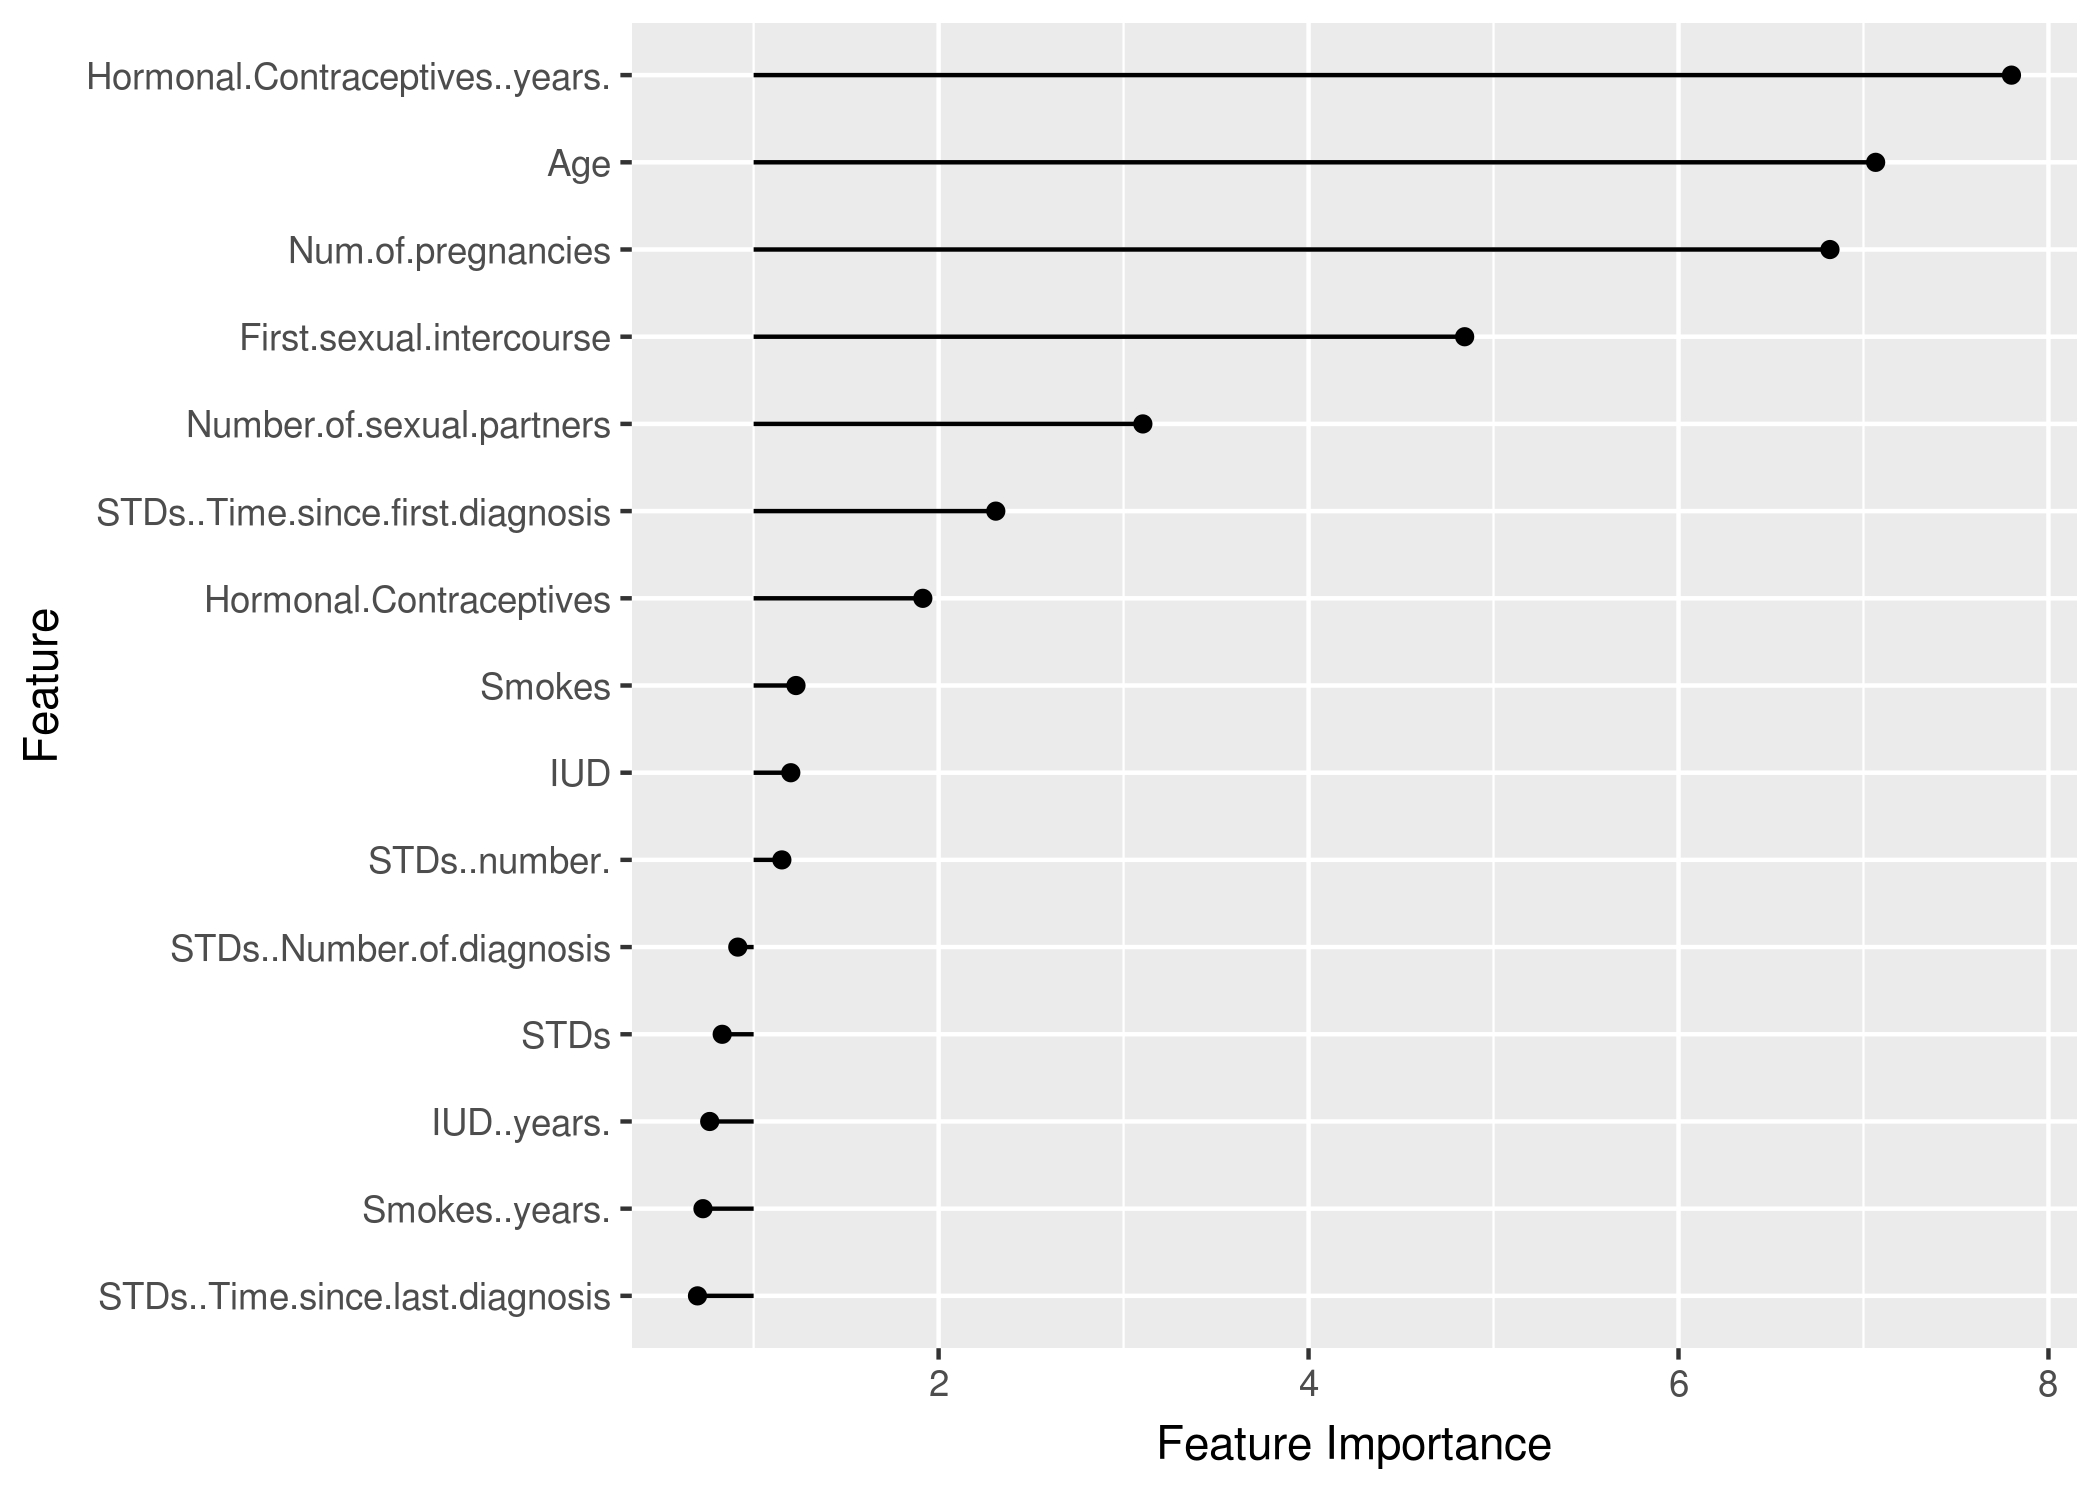 Hormonal.Contraceptives..years.
Age
Num.of.pregnancies
First.sexual.intercourse
Number.of.sexual.partners
STDs..Time.since.first.diagnosis
Hormonal.Contraceptives
Smokes
IUD
STDs..number.
STDs..Number.of.diagnosis
STDs
IUD..years.
Smokes..years.
STDs..Time.since.last.diagnosis
Feature
2 4 6 8
Feature Importance